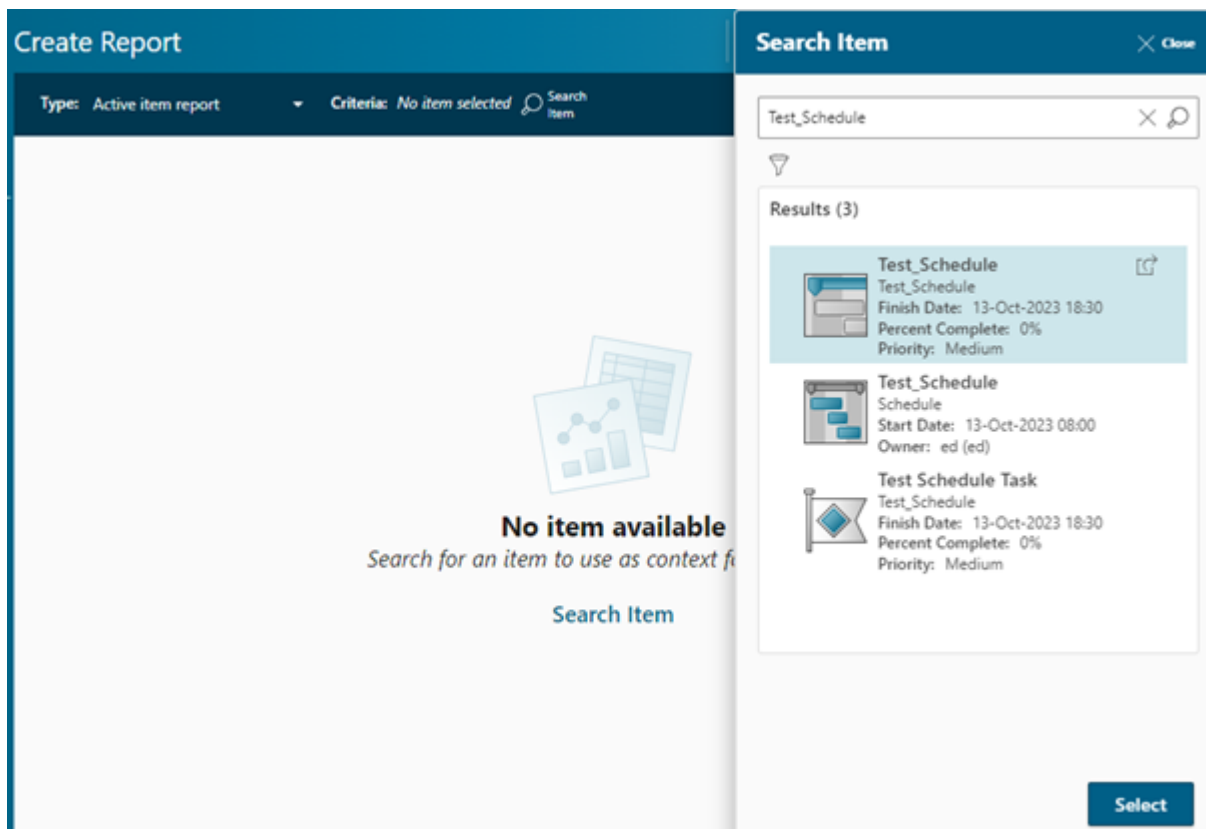 Create Report
Type: Active item report Criteria: No item selected Search Item
No item available
Search for an item to use as context
Search Item
Search Item
Close
Test_Schedule
Results (3)
Test_Schedule
Test_Schedule
Finish Date: 13-Oct-2023 18:30
Percent Complete: 0%
Priority: Medium
Test_Schedule
Schedule
Start Date: 13-Oct-2023 08:00
Owner: ed (ed)
Test Schedule Task
Test_Schedule
Finish Date: 13-Oct-2023 18:30
Percent Complete: 0%
Priority: Medium
Select